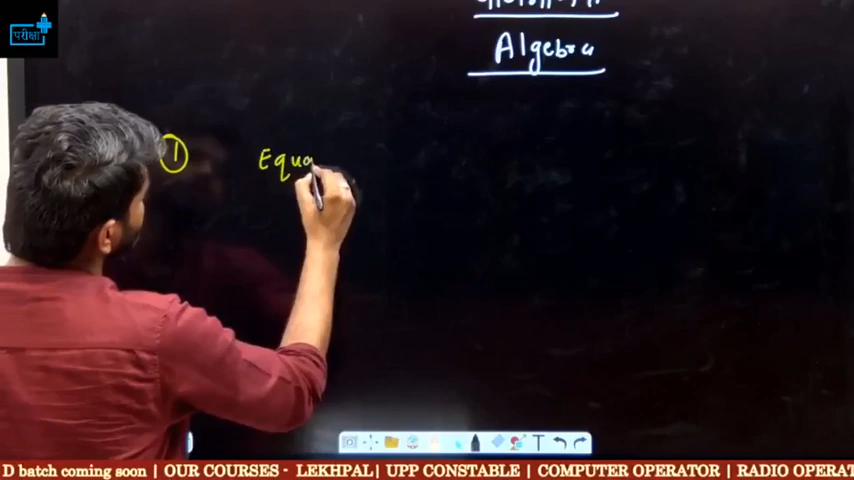 परीक्षा
Algebra
① Equa
D batch coming soon | OUR COURSES - LEKHPAL| UPP CONSTABLE | COMPUTER OPERATOR | RADIO OPERAT